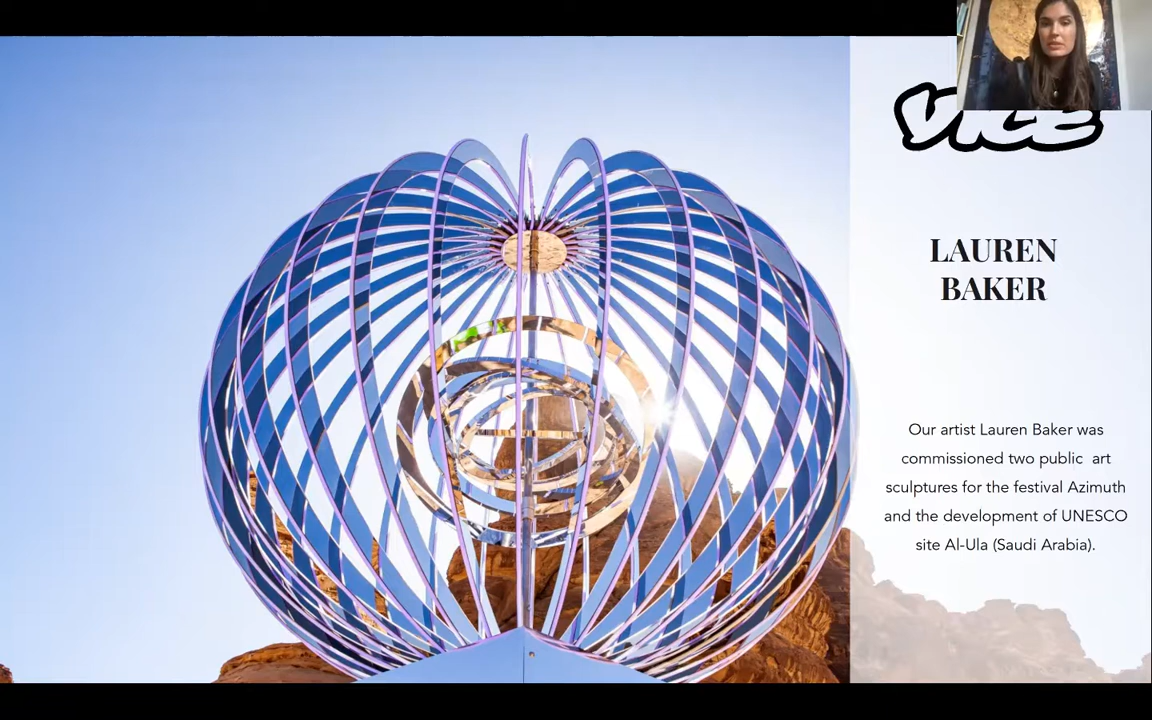 VICE
LAUREN
BAKER
Our artist Lauren Baker was
commissioned two public art
sculptures for the festival Azimuth
and the development of UNESCO
site Al-Ula (Saudi Arabia).